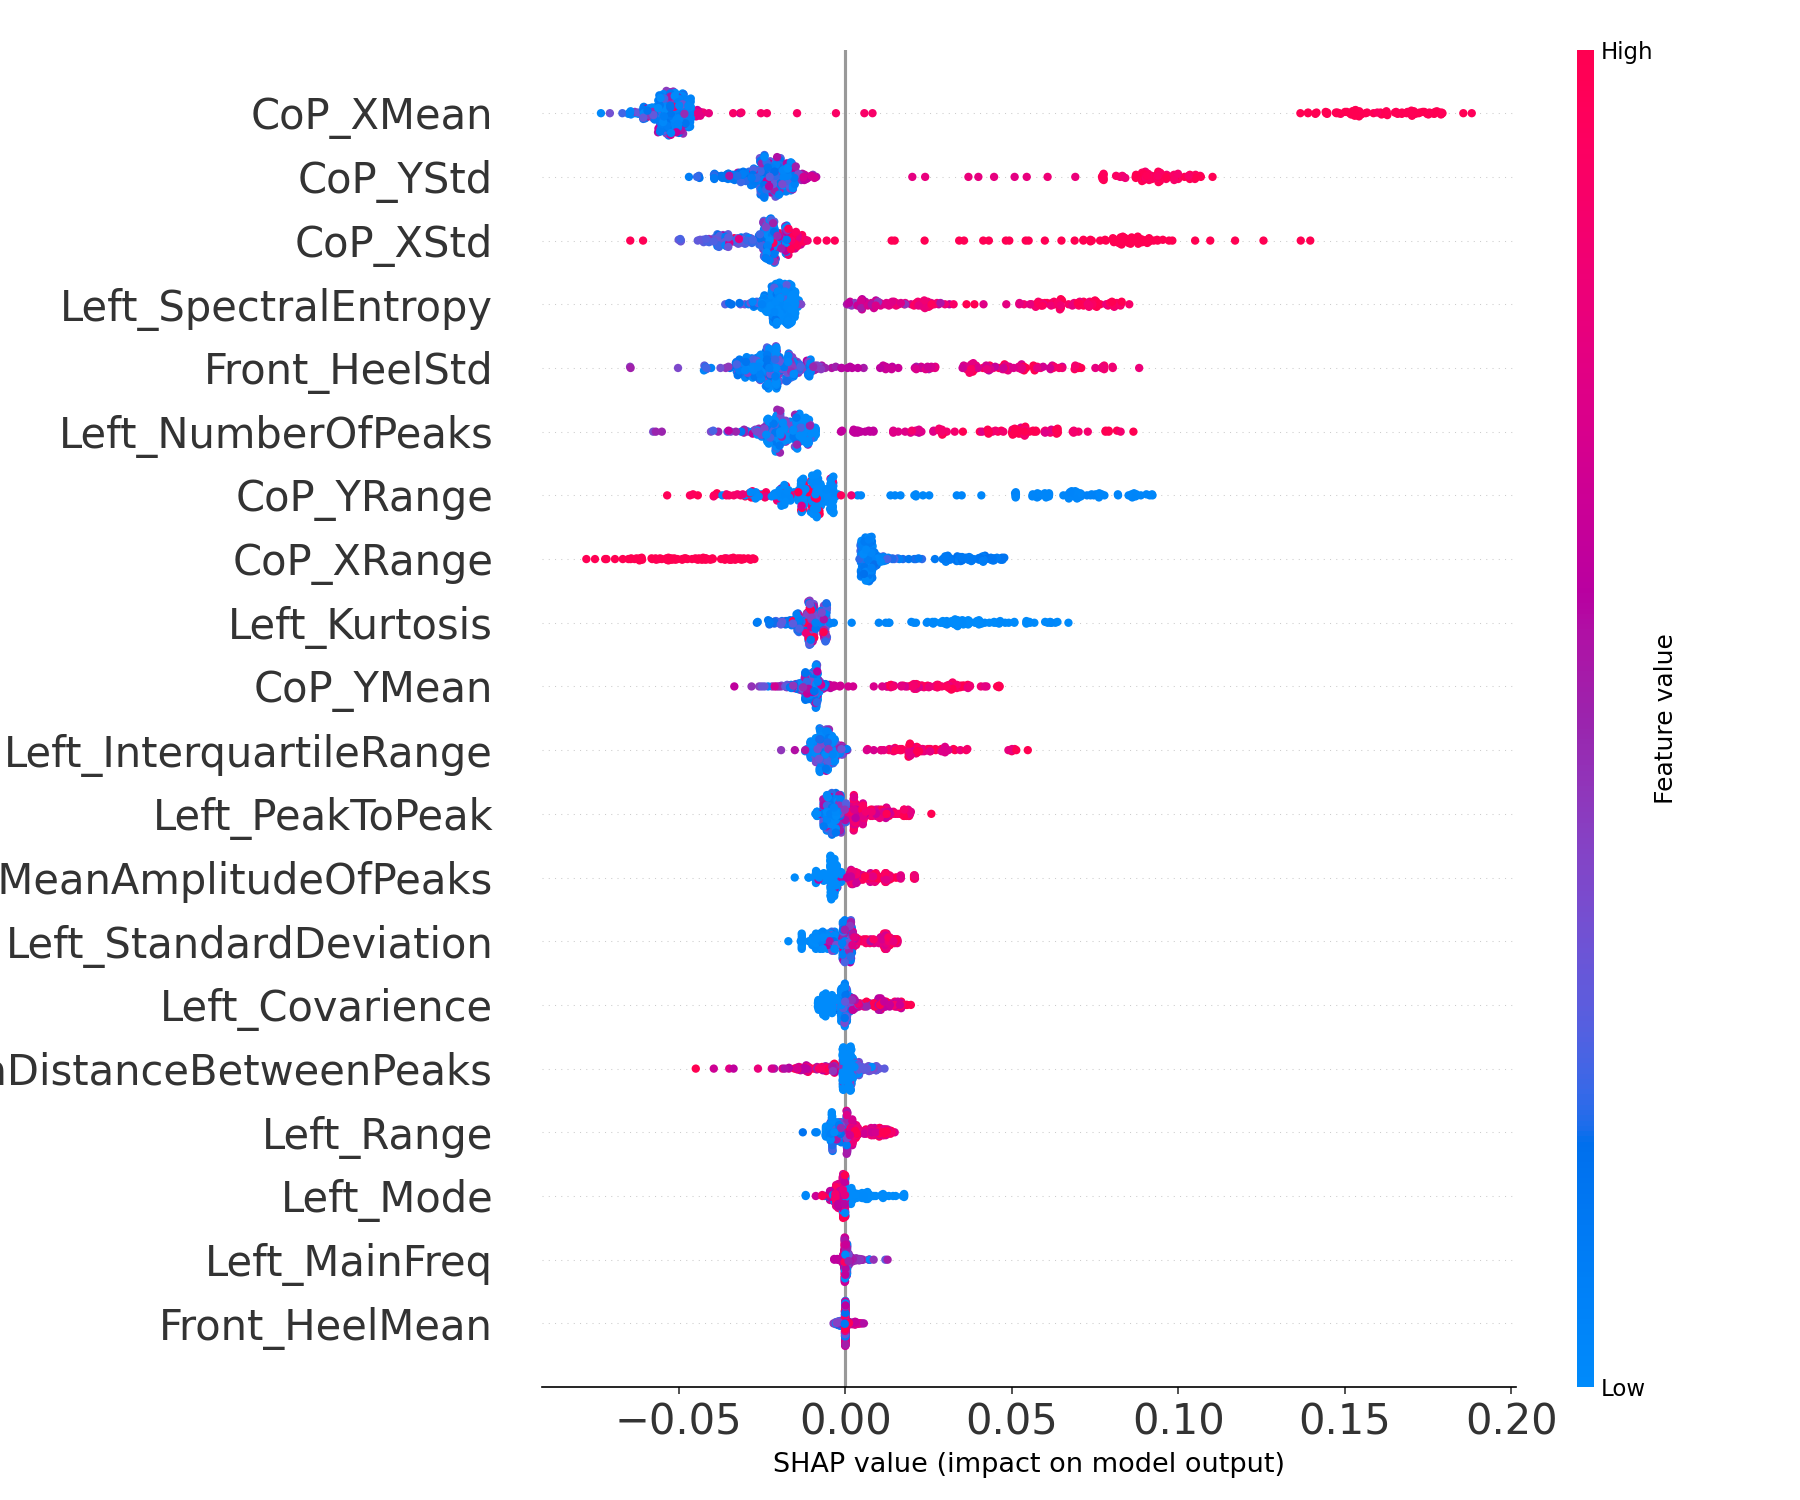 High
CoP_XMean
CoP_YStd
CoP_XStd
Left_SpectralEntropy
Front_HeelStd
Left_NumberOfPeaks
CoP_YRange
CoP_XRange
Left_Kurtosis
CoP_YMean
Left_InterquartileRange
Left_PeakToPeak
MeanAmplitudeOfPeaks
Left_StandardDeviation
Left_Covarience
DistanceBetweenPeaks
Left_Range
Left_Mode
Left_MainFreq
Front_HeelMean
Feature value
Low
−0.05 0.00 0.05 0.10 0.15 0.20
SHAP value (impact on model output)